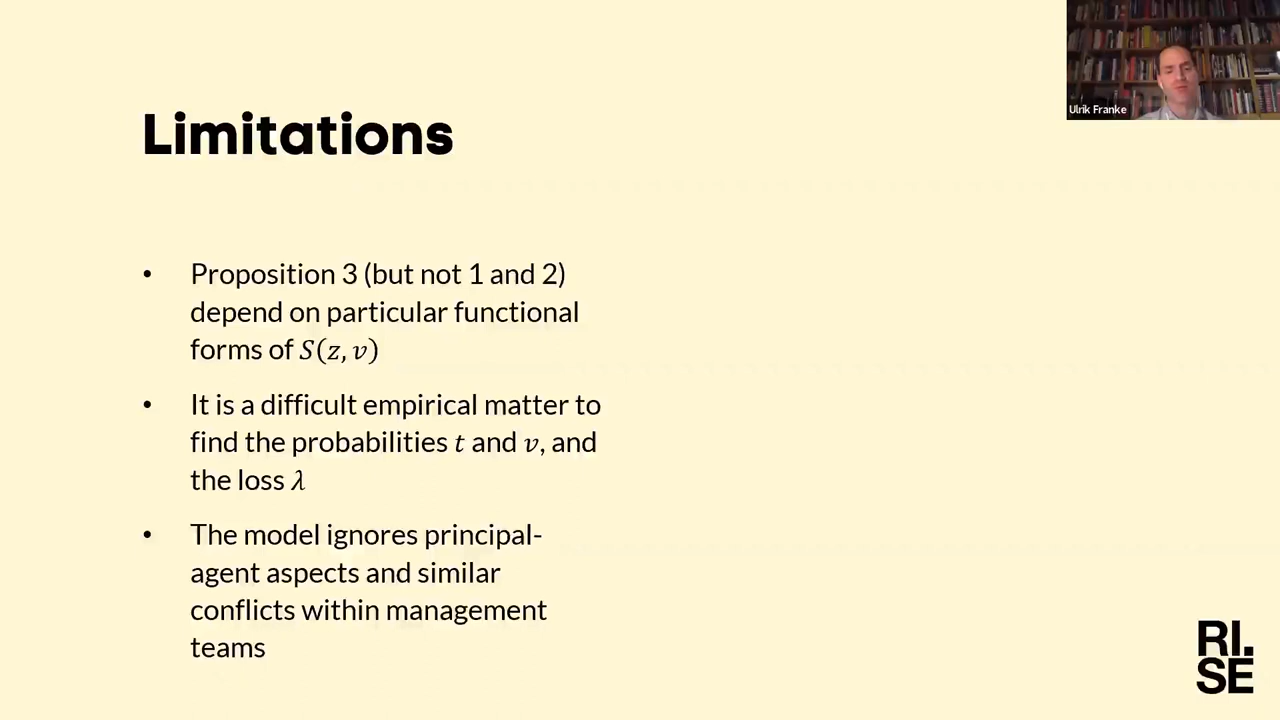 Ulrik Franke
Limitations
• Proposition 3 (but not 1 and 2)
depend on particular functional
forms of S(z, v)
• It is a difficult empirical matter to
find the probabilities t and v, and
the loss λ
• The model ignores principal-
agent aspects and similar
conflicts within management
teams
RI.
SE